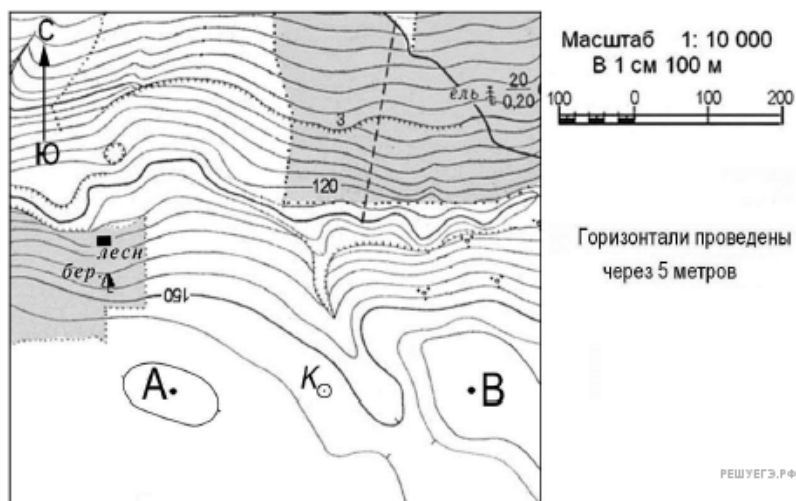 С
Ю
Масштаб 1: 10 000
В 1 см 100 м
100 0 100 200
ель 20
0,20
3
120
Горизонтали проведены
через 5 метров
лесн
бер.
150
А
К
В
РЕШУЕГЭ.РФ